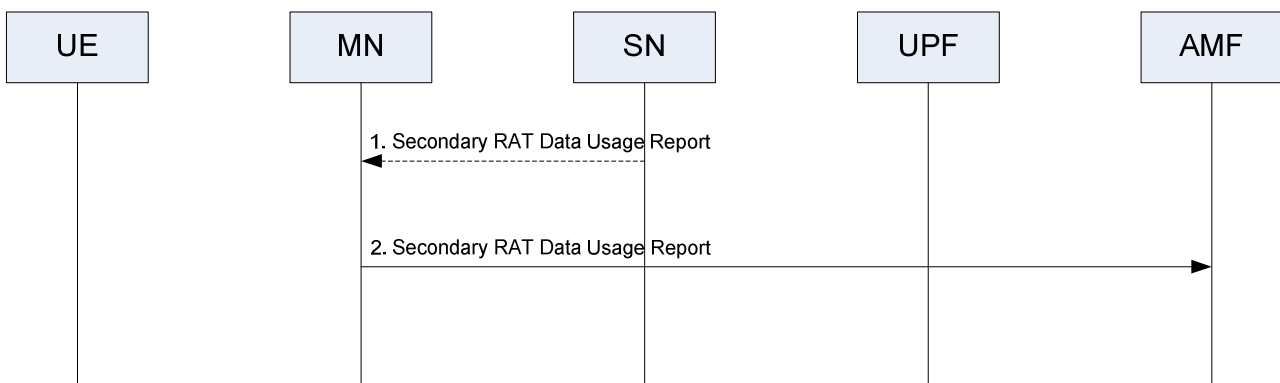 UE
MN
SN
UPF
AMF
1. Secondary RAT Data Usage Report
2. Secondary RAT Data Usage Report